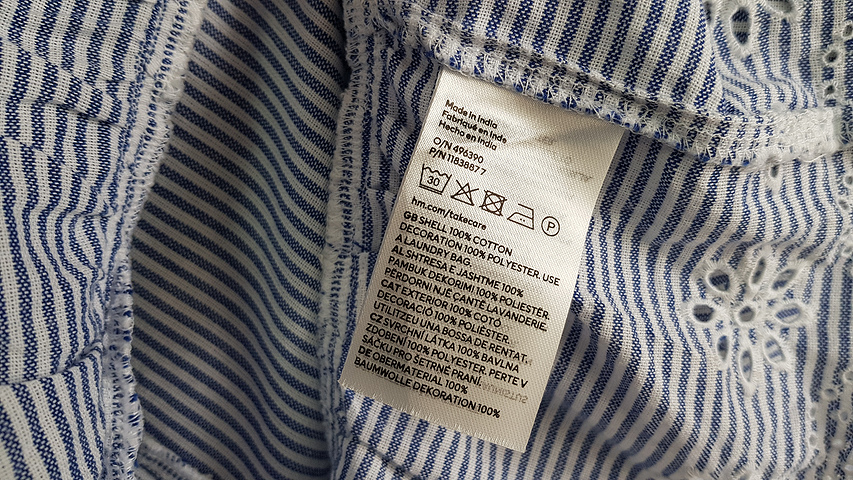 Made in India
Fabriqué en Inde
Hecho en India
O/N 496390
P/N 1183887 7
30
P
hm.com/takecare
GB SHELL 100% COTTON
DECORATION 100% POLYESTER. USE
A LAUNDRY BAG.
AL SHTRESA E JASHTME 100%
PAMBUK DEKORIMI 100% POLIESTËR.
PËRDORNI NJË ÇANTË LAVANDERIE.
CAT EXTERIOR 100% COTÓ
DECORACIÓ 100% POLIÈSTER.
UTILITZEU UNA BOSSA DE RENTAT.
CZ SVRCHNÍ LÁTKA 100% BAVLNA
ZDOBENÍ 100% POLYESTER. PERTE V
SÁČKU PRO ŠETRNÉ PRANÍ.
DE OBERMATERIAL 100%
BAUMWOLLE DEKORATION 100%